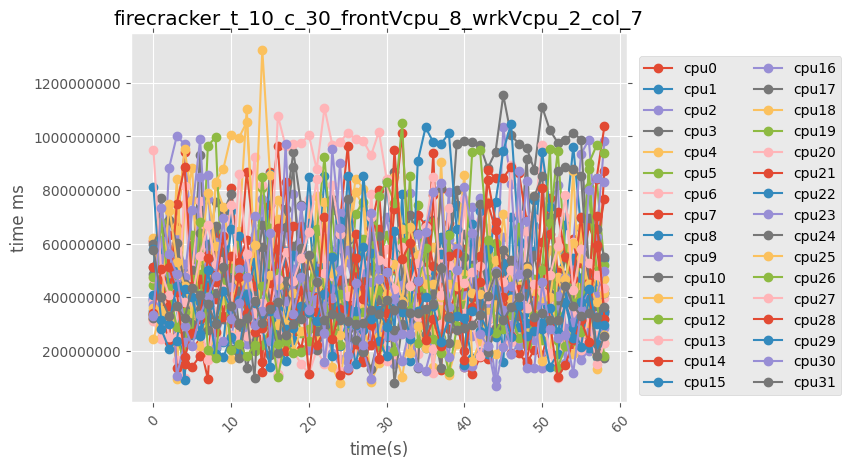 firecracker_t_10_c_30_frontVcpu_8_wrkVcpu_2_col_7
time ms
1200000000
1000000000
800000000
600000000
400000000
200000000
0
10
20
30
40
50
60
time(s)
cpu0
cpu1
cpu2
cpu3
cpu4
cpu5
cpu6
cpu7
cpu8
cpu9
cpu10
cpu11
cpu12
cpu13
cpu14
cpu15
cpu16
cpu17
cpu18
cpu19
cpu20
cpu21
cpu22
cpu23
cpu24
cpu25
cpu26
cpu27
cpu28
cpu29
cpu30
cpu31